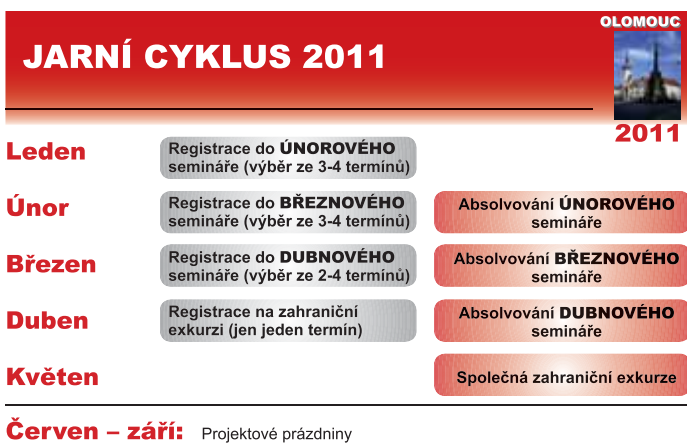 OLOMOUC
JARNÍ CYKLUS 2011
2011
Leden
Registrace do ÚNOROVÉHO
semináře (výběr ze 3-4 termínů)
Únor
Registrace do BŘEZNOVÉHO
semináře (výběr ze 3-4 termínů)
Absolvování ÚNOROVÉHO
semináře
Březen
Registrace do DUBNOVÉHO
semináře (výběr ze 2-4 termínů)
Absolvování BŘEZNOVÉHO
semináře
Duben
Registrace na zahraniční
exkurzi (jen jeden termín)
Absolvování DUBNOVÉHO
semináře
Květen
Společná zahraniční exkurze
Červen – září: Projektové prázdniny